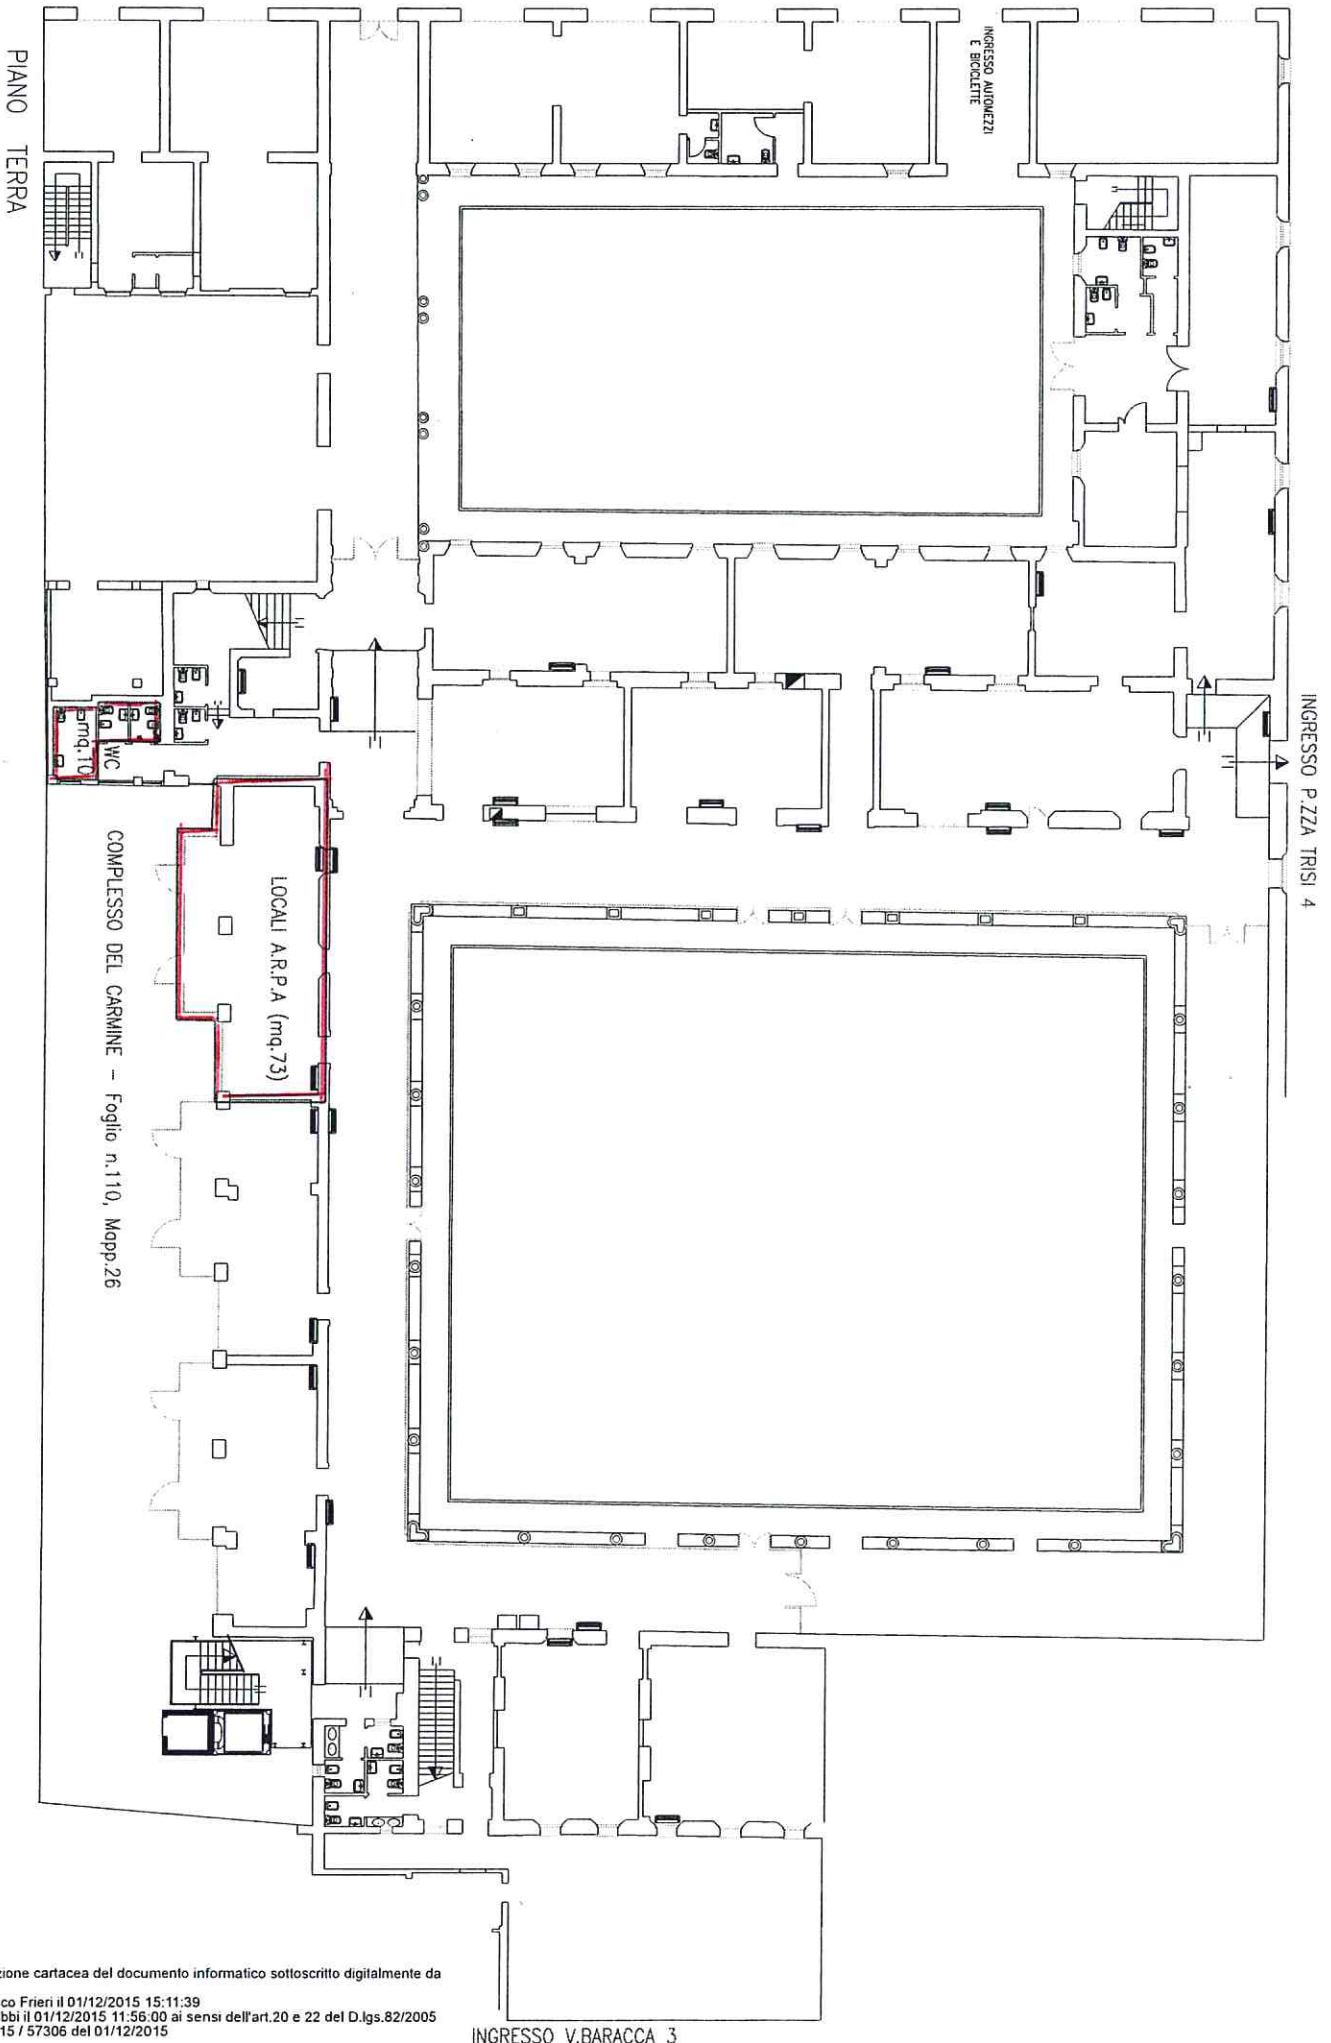 PIANO TERRA
INGRESSO AUTOMEZZI
E BICICLETTE
INGRESSO P.ZZA TRISI 4
WC
mq.10
LOCALI A.R.P.A (mq.73)
COMPLESSO DEL CARMINE - Foglio n.110, Mapp.26
zione cartacea del documento informatico sottoscritto digitalmente da
co Frieri il 01/12/2015 15:11:39
bbi il 01/12/2015 11:56:00 ai sensi dell'art.20 e 22 del D.lgs.82/2005
15 / 57306 del 01/12/2015
INGRESSO V.BARACCA 3